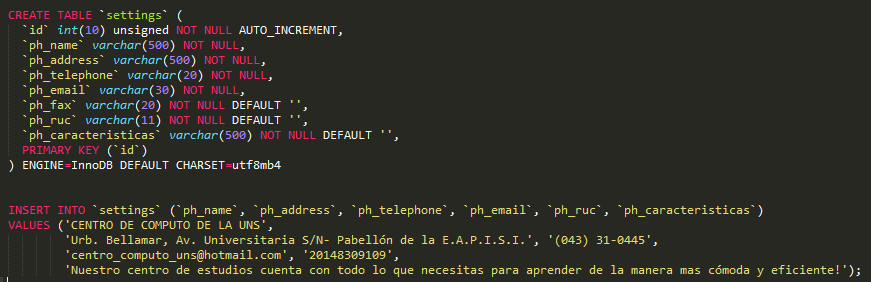 CREATE TABLE `settings` (
`id` int(10) unsigned NOT NULL AUTO_INCREMENT,
`ph_name` varchar(500) NOT NULL,
`ph_address` varchar(500) NOT NULL,
`ph_telephone` varchar(20) NOT NULL,
`ph_email` varchar(30) NOT NULL,
`ph_fax` varchar(20) NOT NULL DEFAULT '',
`ph_ruc` varchar(11) NOT NULL DEFAULT '',
`ph_caracteristicas` varchar(500) NOT NULL DEFAULT '',
PRIMARY KEY (`id`)
) ENGINE=InnoDB DEFAULT CHARSET=utf8mb4
INSERT INTO `settings` (`ph_name`, `ph_address`, `ph_telephone`, `ph_email`, `ph_ruc`, `ph_caracteristicas`)
VALUES ('CENTRO DE COMPUTO DE LA UNS',
'Urb. Bellamar, Av. Universitaria S/N- Pabellón de la E.A.P.I.S.I.', '(043) 31-0445',
'centro_computo_uns@hotmail.com', '20148309109',
'Nuestro centro de estudios cuenta con todo lo que necesitas para aprender de la manera mas cómoda y eficiente!');